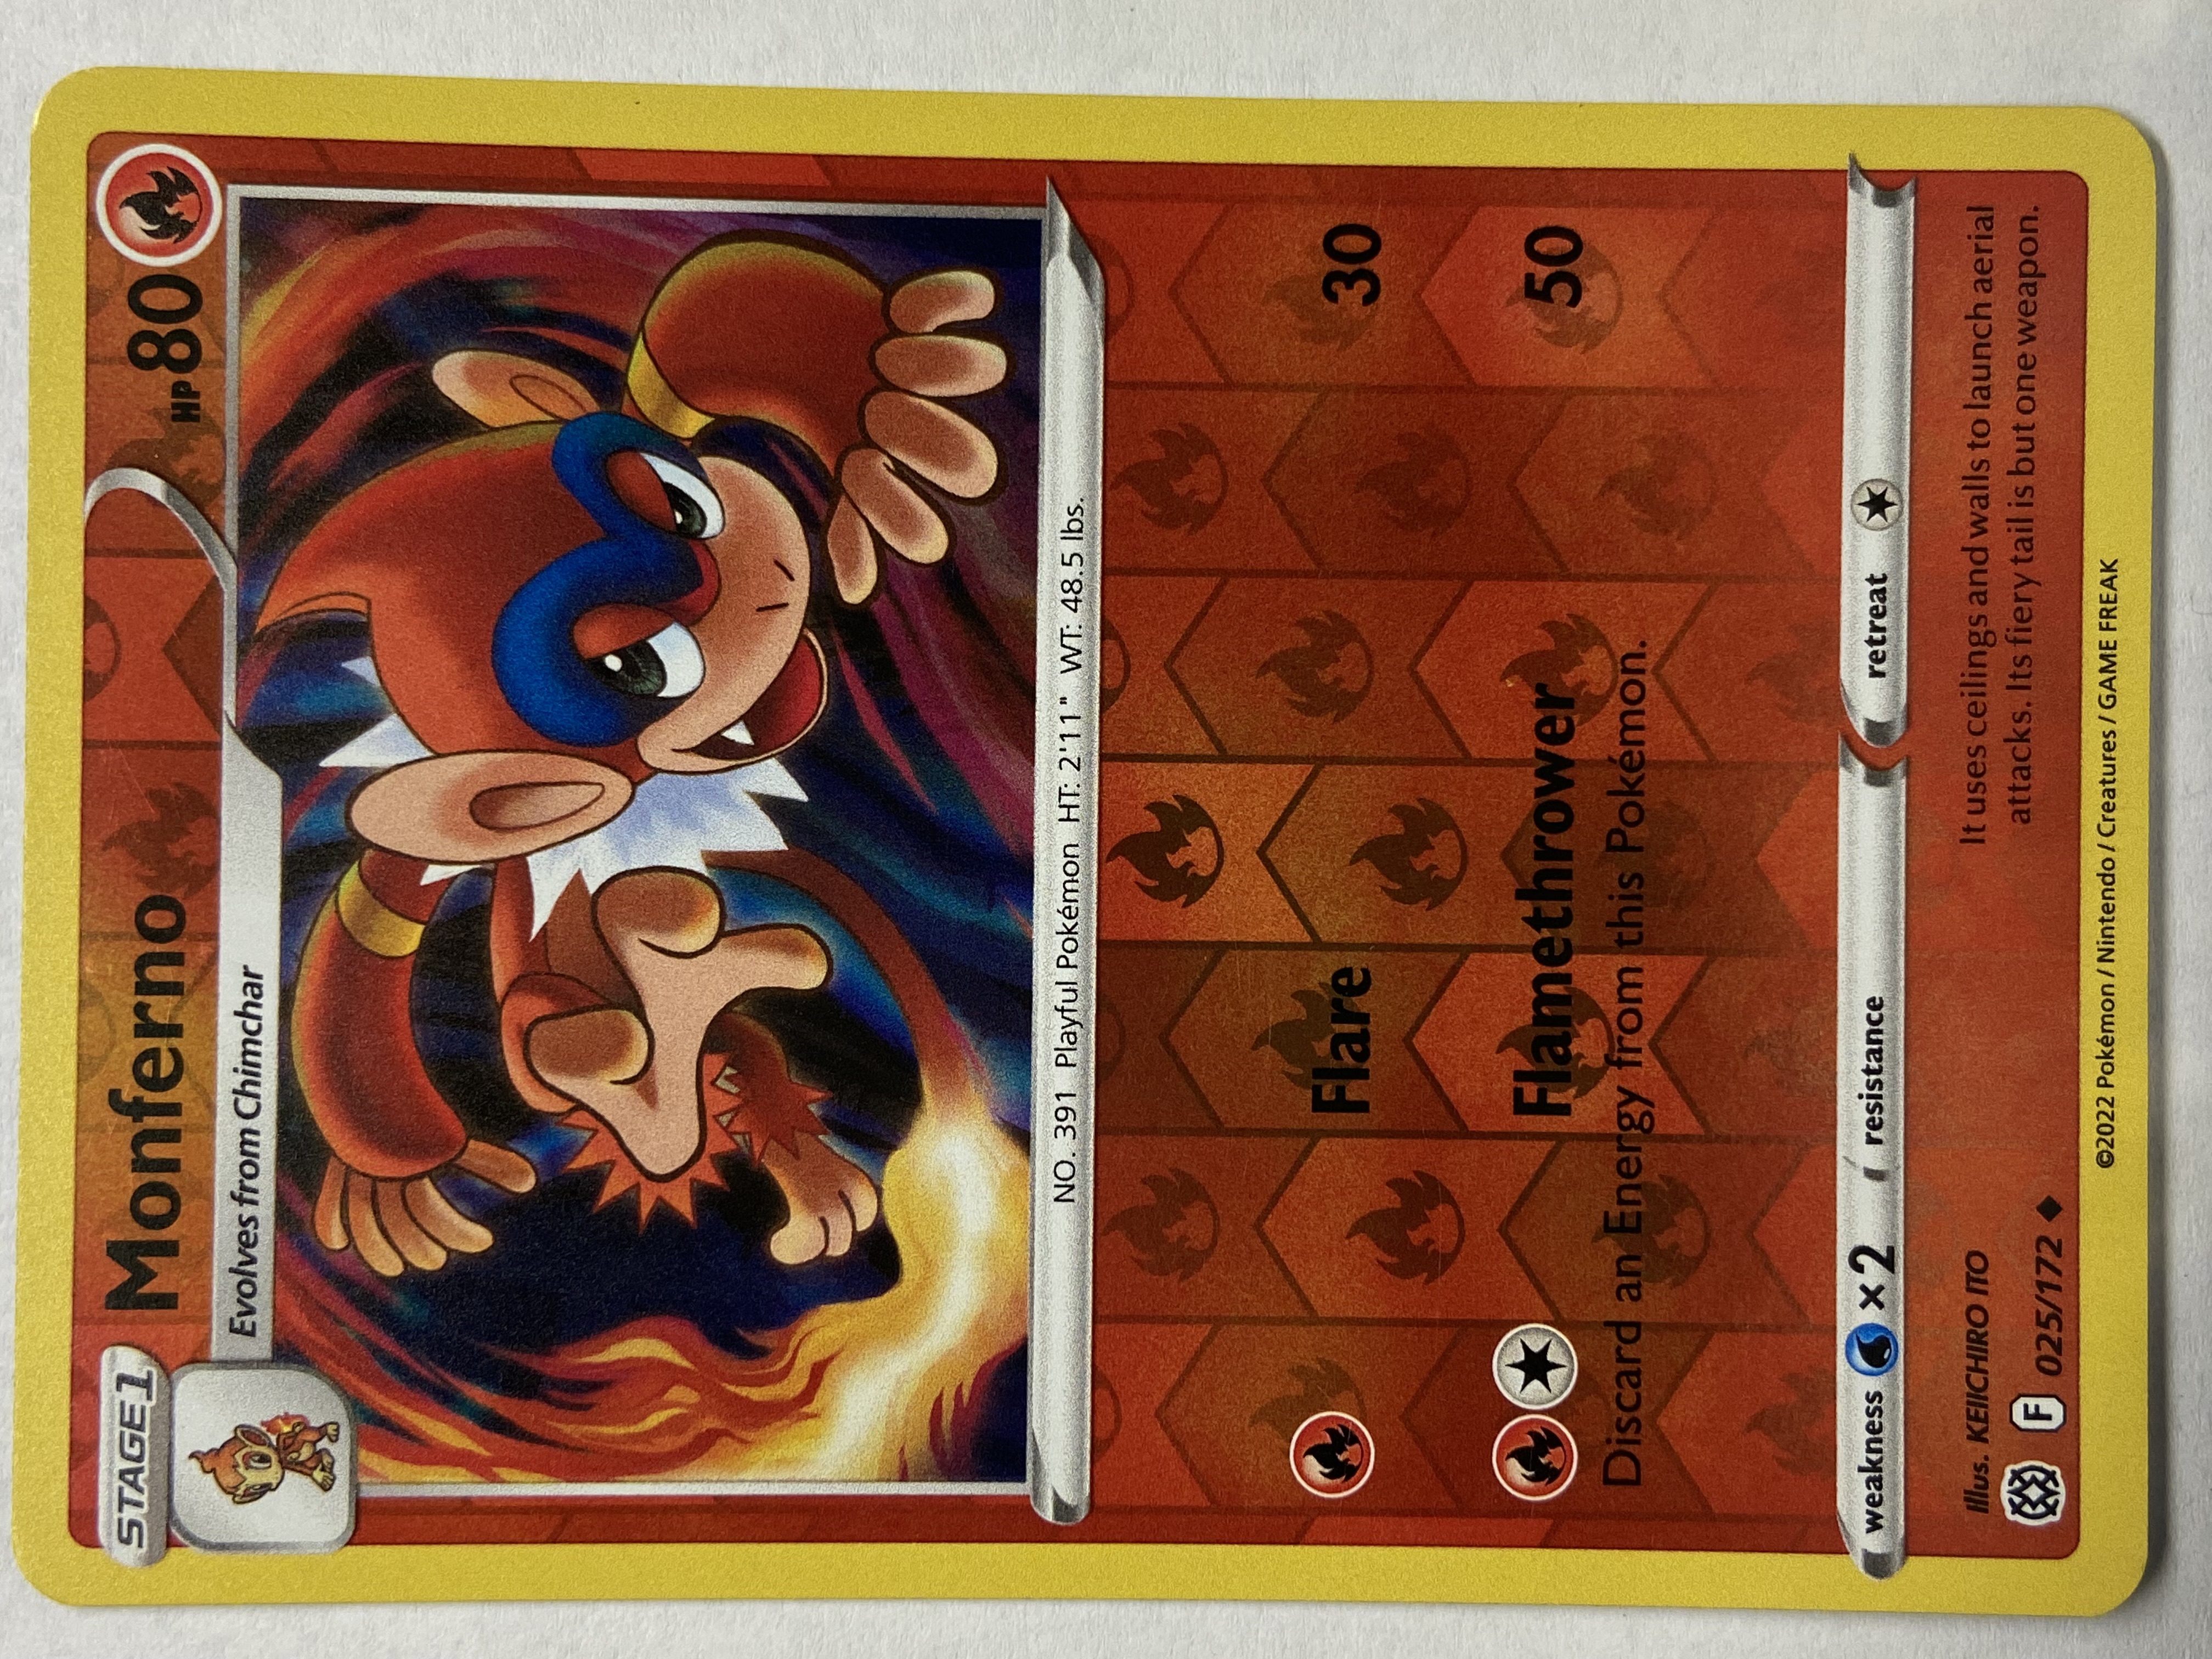 STAGE1
Monferno
HP 80
Evolves from Chimchar
NO. 391 Playful Pokémon HT: 2'11" WT: 48.5 lbs.
Flare 30
Flamethrower 50
Discard an Energy from this Pokémon.
weakness ×2 resistance retreat
Illus. KEIICHIRO ITO
It uses ceilings and walls to launch aerial
attacks. Its fiery tail is but one weapon.
F 025/172 ◆
©2022 Pokémon / Nintendo / Creatures / GAME FREAK